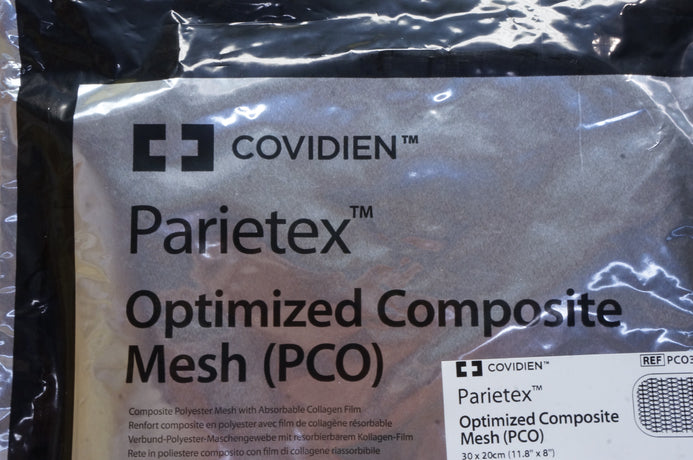 COVIDIEN™
Parietex™
Optimized Composite
Mesh (PCO)
Composite Polyester Mesh with Absorbable Collagen Film
Renfort composite en polyester avec film de collagène résorbable
Verbund-Polyester-Maschengewebe mit resorbierbarem Kollagen-Film
Rete in poliestere composito con film di collagene riassorbibile
COVIDIEN™
REF PCO3
Parietex™
Optimized Composite
Mesh (PCO)
30 x 20cm (11.8" x 8")